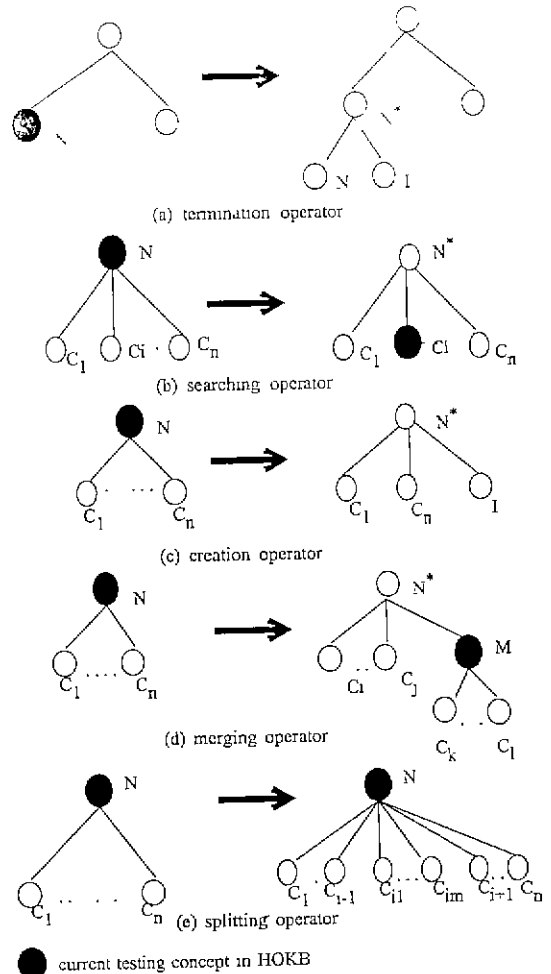 N*
N I
(a) termination operator
N N*
C1 Ci . Cn C1 Ci Cn
(b) searching operator
N N*
C1 . ... Cn C1 Cn I
(c) creation operator
N N*
C1 .... Cn Ci .. Cj M
Ck .. Cl
(d) merging operator
N N
C1 .. .. Cn C1 . Ci-1 Ci1 .... Cim Ci+1 .. Cn
(e) splitting operator
current testing concept in HOKB